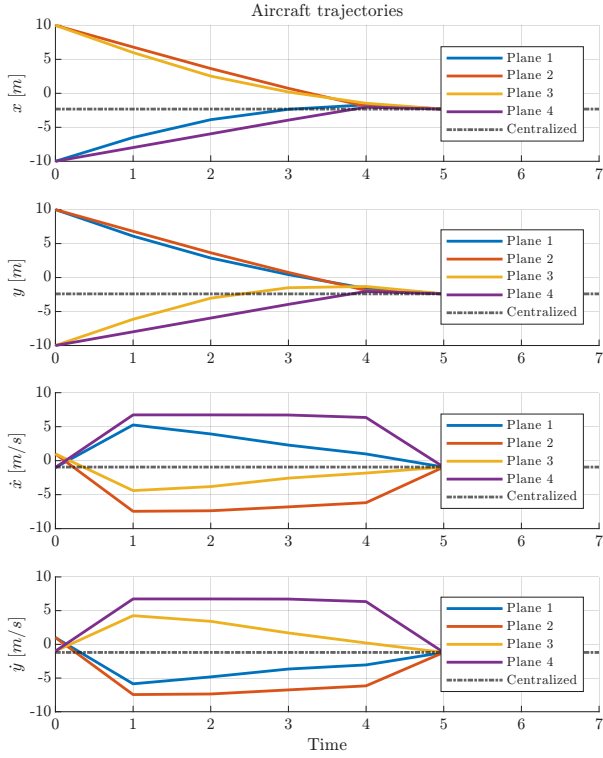 Aircraft trajectories
10
5
0
-5
-10
x [m]
0 1 2 3 4 5 6 7
Plane 1
Plane 2
Plane 3
Plane 4
Centralized
10
5
0
-5
-10
y [m]
0 1 2 3 4 5 6 7
Plane 1
Plane 2
Plane 3
Plane 4
Centralized
10
5
0
-5
-10
ẋ [m/s]
0 1 2 3 4 5 6 7
Plane 1
Plane 2
Plane 3
Plane 4
Centralized
10
5
0
-5
-10
ẏ [m/s]
0 1 2 3 4 5 6 7
Plane 1
Plane 2
Plane 3
Plane 4
Centralized
Time